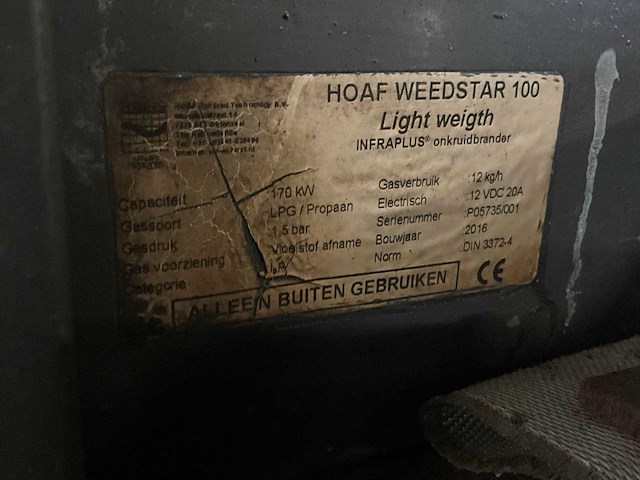 HOAF WEEDSTAR 100
Light weigth
INFRAPLUS® onkruidbrander
Technology B.V.
Capaciteit 170 kW Gasverbruik 12 kg/h
Gassoort LPG / Propaan Electrisch 12 VDC 20A
Gasdruk 1,5 bar Serienummer P05735/001
Gas voorziening Vloeistof afname Bouwjaar 2016
Categorie Norm DIN 3372-4
ALLEEN BUITEN GEBRUIKEN CE